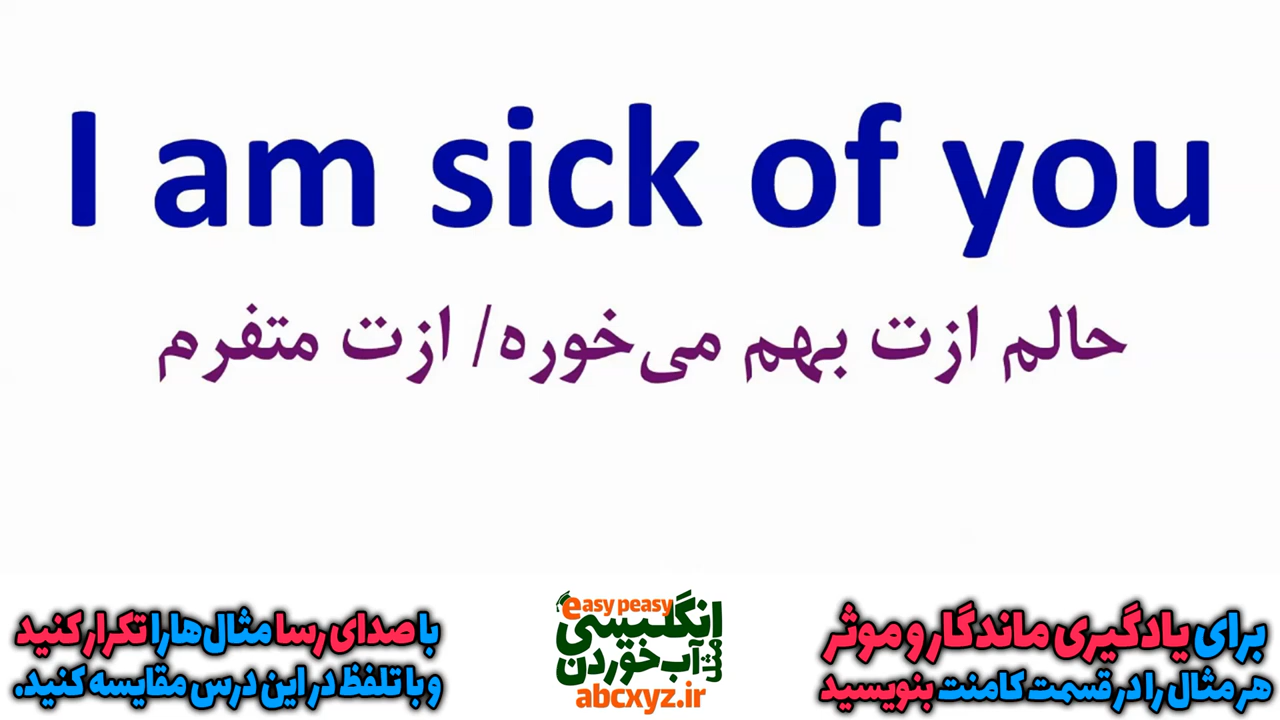 I am sick of you
حالم ازت بهم می‌خوره/ ازت متفرم
برای یادگیری ماندگار و موثر
هر مثال را در قسمت کامنت بنویسید
easy peasy
انگلیسی
مثل آب خوردن
abcxyz.ir
با صدای رسا مثال‌ها را تکرار کنید
و با تلفظ در این درس مقایسه کنید.